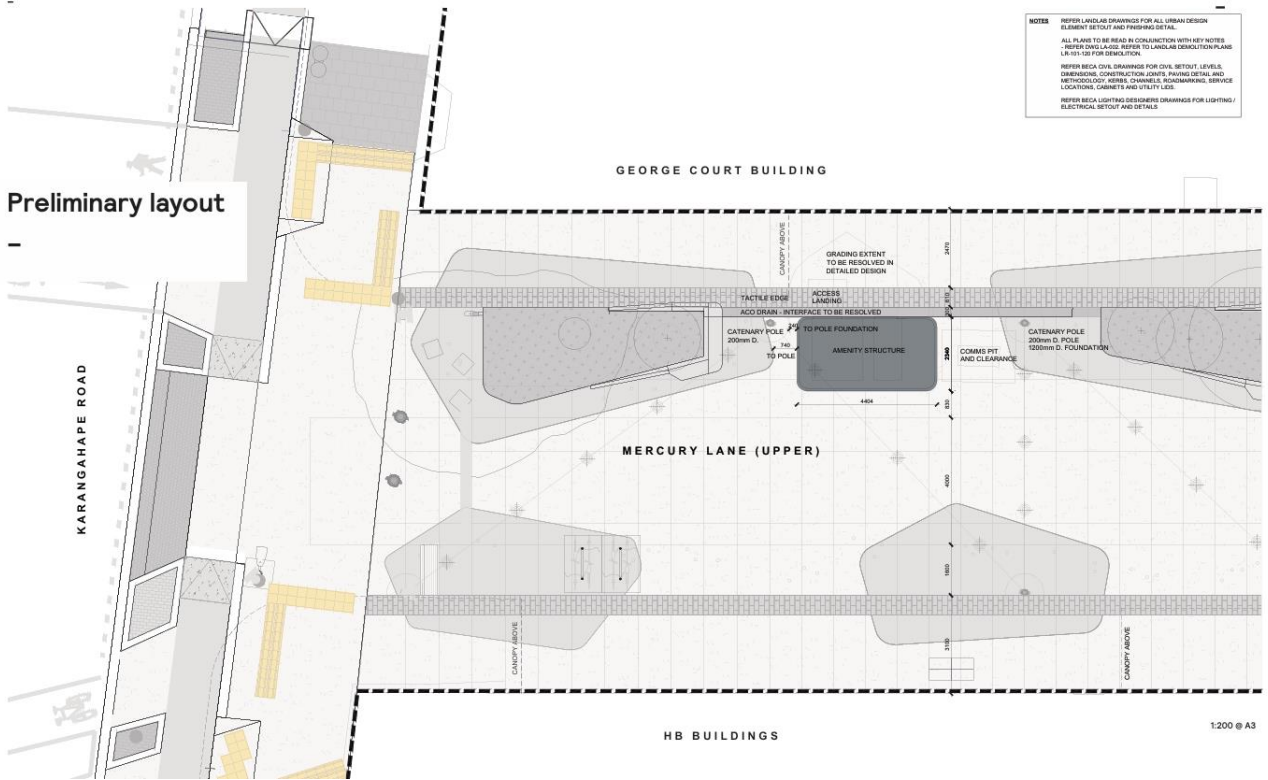 NOTES REFER LANDLAB DRAWINGS FOR ALL URBAN DESIGN
ELEMENT SETOUT AND FINISHING DETAIL.
ALL PLANS TO BE READ IN CONJUNCTION WITH KEY NOTES
- REFER DWG LA-002. REFER TO LANDLAB DEMOLITION PLANS
LR-101-120 FOR DEMOLITION.
REFER BECA CIVIL DRAWINGS FOR CIVIL SETOUT, LEVELS,
DIMENSIONS, CONSTRUCTION JOINTS, PAVING DETAIL AND
METHODOLOGY, KERBS, CHANNELS, ROADMARKING, SERVICE
LOCATIONS, CABINETS AND UTILITY LIDS.
REFER BECA LIGHTING DESIGNERS DRAWINGS FOR LIGHTING /
ELECTRICAL SETOUT AND DETAILS
Preliminary layout
GEORGE COURT BUILDING
CANOPY ABOVE
GRADING EXTENT
TO BE RESOLVED IN
DETAILED DESIGN
2470
TACTILE EDGE
ACCESS
LANDING
610
ACO DRAIN - INTERFACE TO BE RESOLVED
CATENARY POLE
200mm D.
240
TO POLE FOUNDATION
740
TO POLE
AMENITY STRUCTURE
2340
COMMS PIT
AND CLEARANCE
CATENARY POLE
200mm D. POLE
1200mm D. FOUNDATION
4404
830
KARANGAHAPE ROAD
MERCURY LANE (UPPER)
4000
1600
CANOPY ABOVE
3150
CANOPY ABOVE
HB BUILDINGS
1:200 @ A3